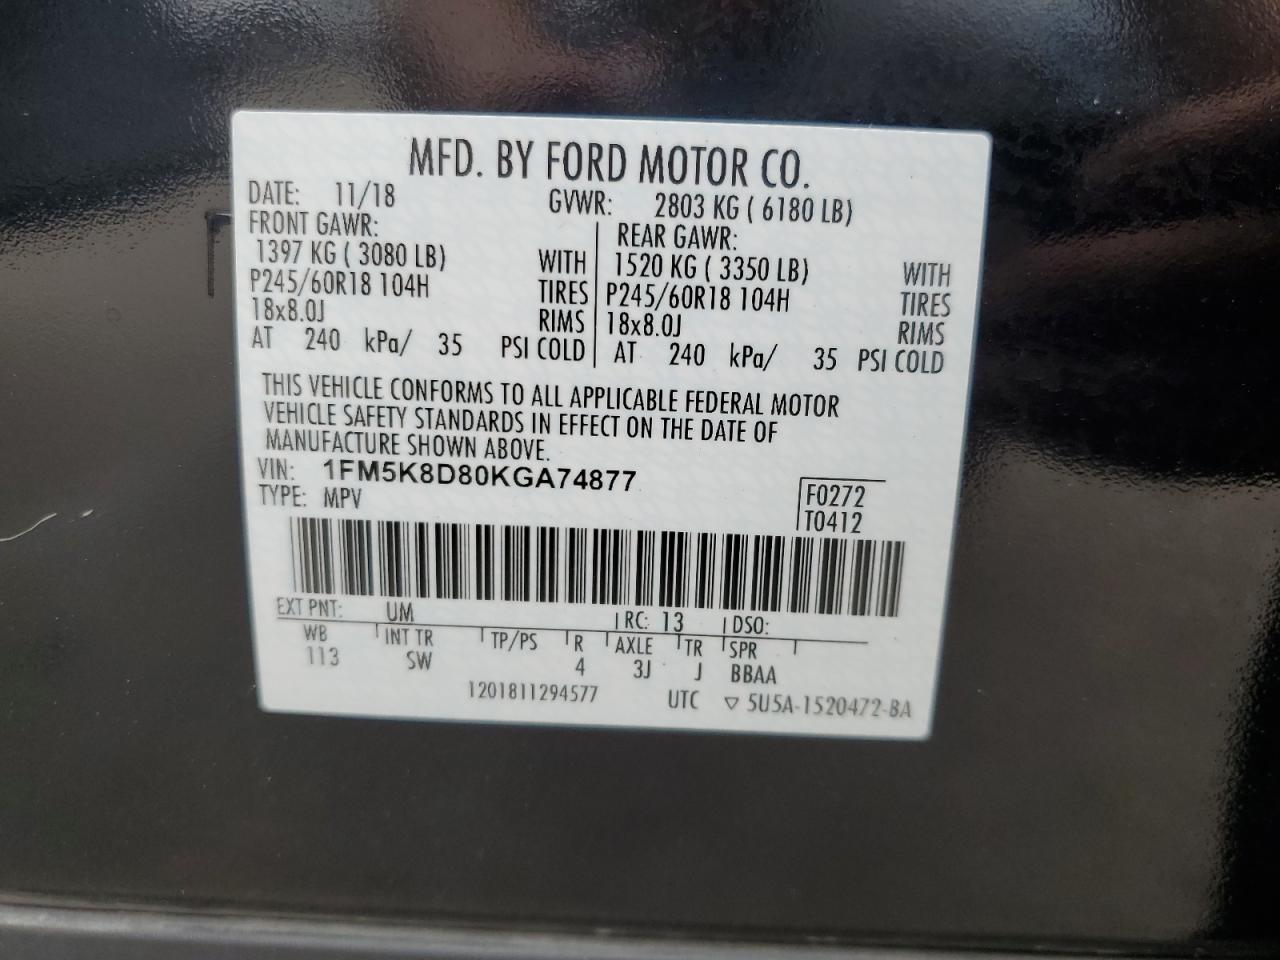 MFD. BY FORD MOTOR CO.
DATE: 11/18 GVWR: 2803 KG ( 6180 LB)
FRONT GAWR: REAR GAWR:
1397 KG ( 3080 LB) WITH 1520 KG ( 3350 LB) WITH
P245/60R18 104H TIRES P245/60R18 104H TIRES
18x8.0J RIMS 18x8.0J RIMS
AT 240 kPa/ 35 PSI COLD AT 240 kPa/ 35 PSI COLD
THIS VEHICLE CONFORMS TO ALL APPLICABLE FEDERAL MOTOR
VEHICLE SAFETY STANDARDS IN EFFECT ON THE DATE OF
MANUFACTURE SHOWN ABOVE.
VIN: 1FM5K8D80KGA74877
TYPE: MPV
F0272
T0412
EXT PNT: UM RC: 13 DSO:
WB INT TR TP/PS R AXLE TR SPR
113 SW 4 3J J BBAA
1201811294577 UTC ▽ 5U5A-1520472-BA